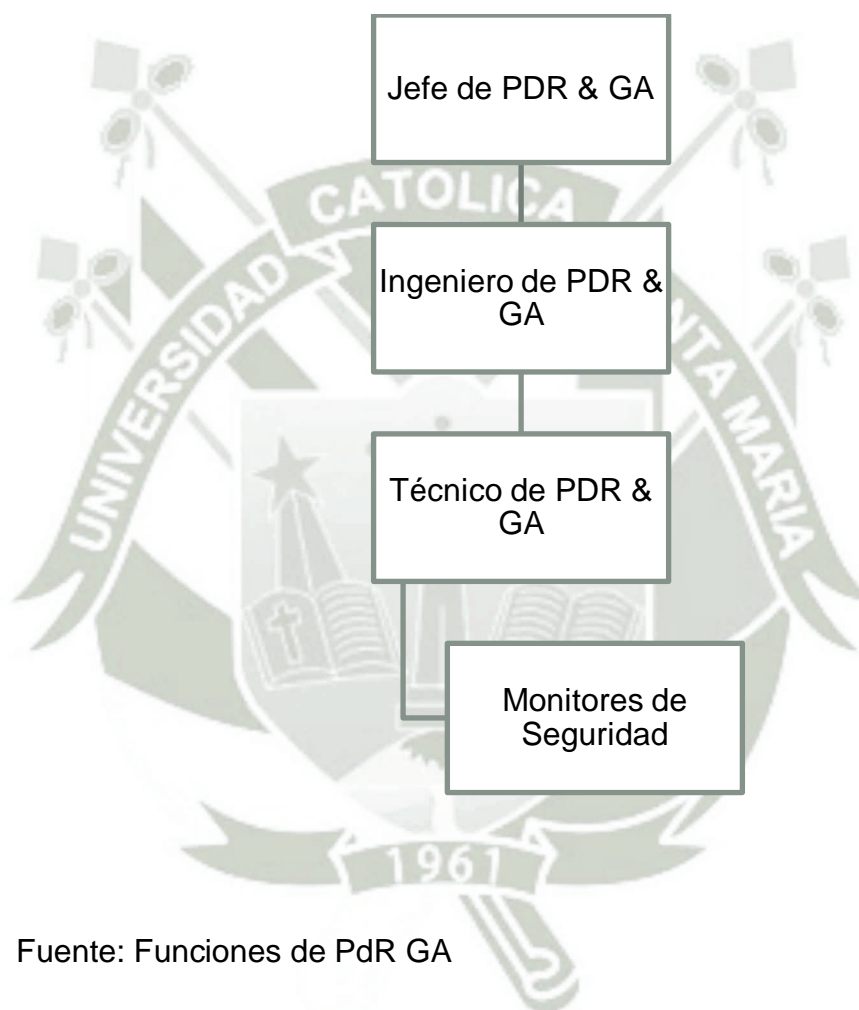 Jefe de PDR & GA
CATOLICA
Ingeniero de PDR &
GA
UNIVERSIDAD
NTA MARIA
Técnico de PDR &
GA
Monitores de
Seguridad
1961
Fuente: Funciones de PdR GA